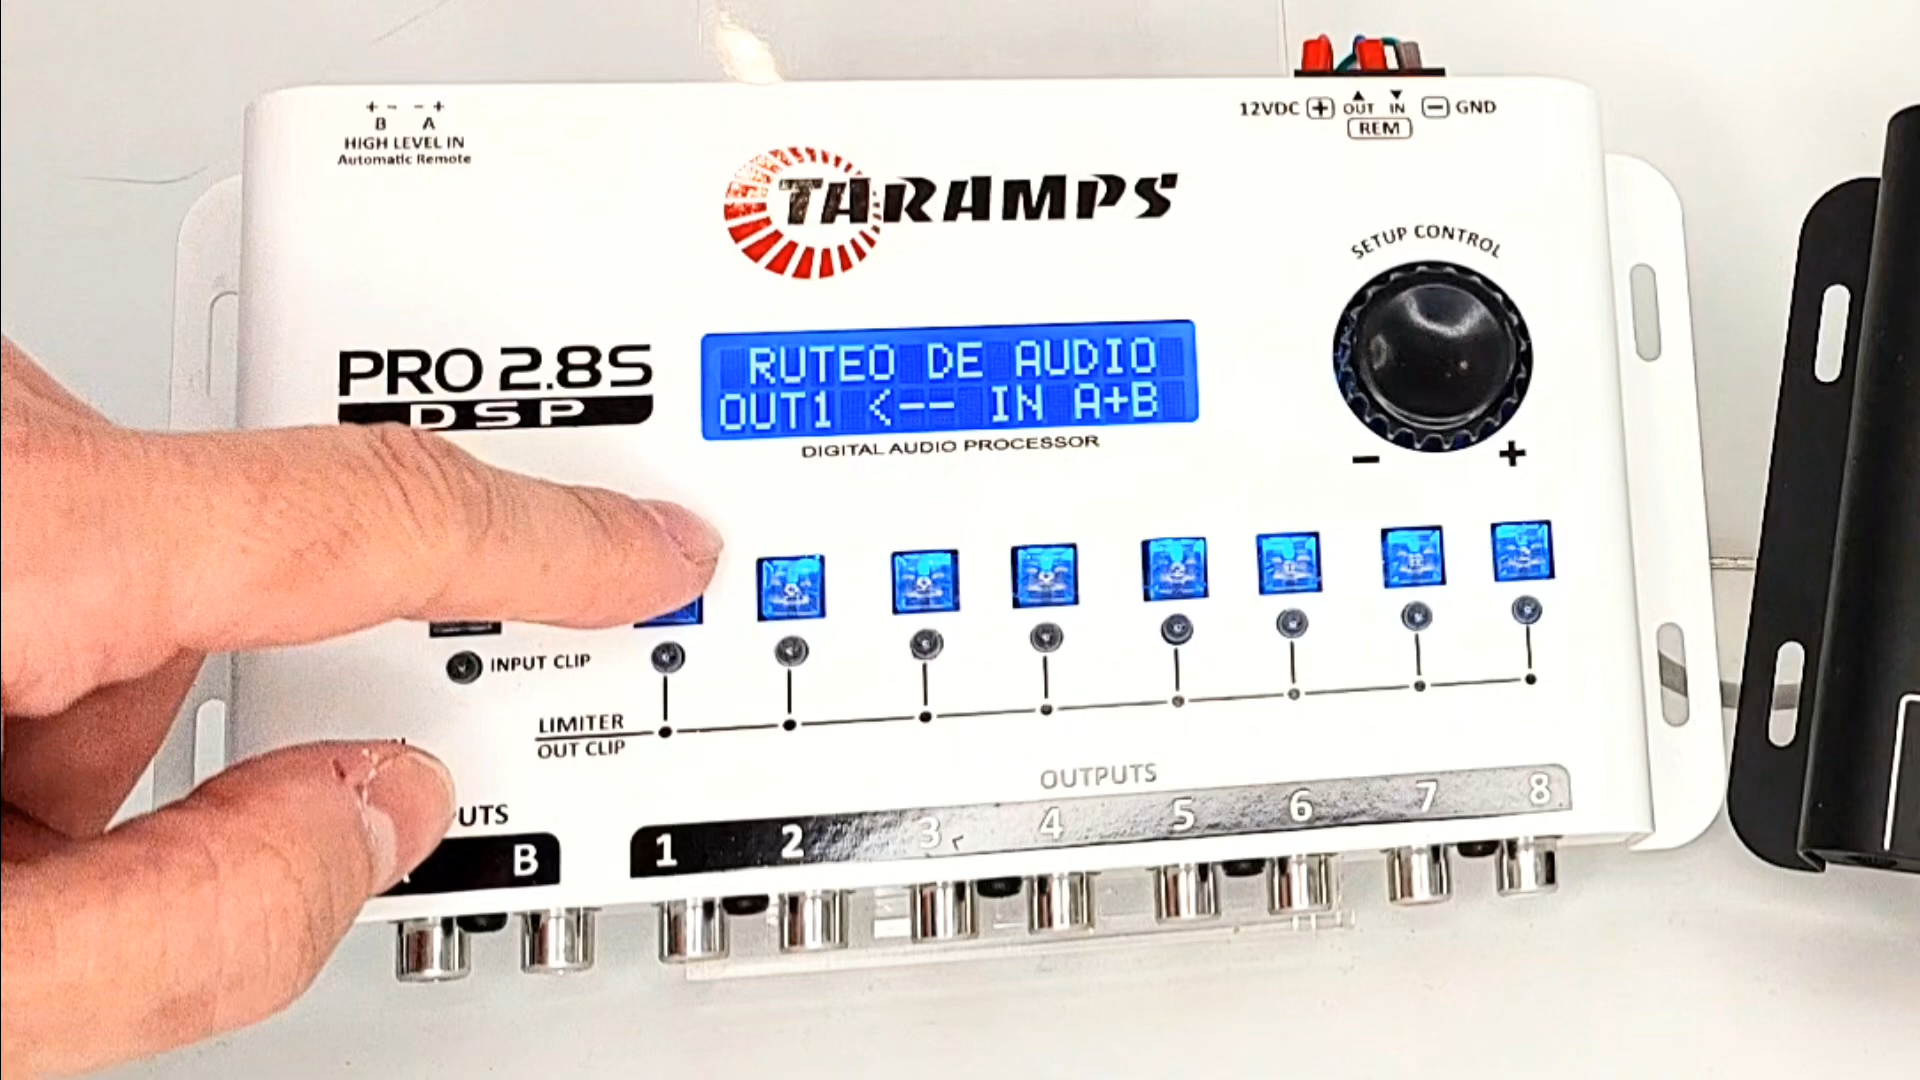 + - - +
B A
HIGH LEVEL IN
Automatic Remote
12VDC + OUT IN - GND
REM
TARAMPS
SETUP CONTROL
PRO 2.8S
DSP
RUTEO DE AUDIO
OUT1 <-- IN A+B
DIGITAL AUDIO PROCESSOR
- +
INPUT CLIP
LIMITER
OUT CLIP
OUTPUTS
UTS
B
1 2 3 4 5 6 7 8